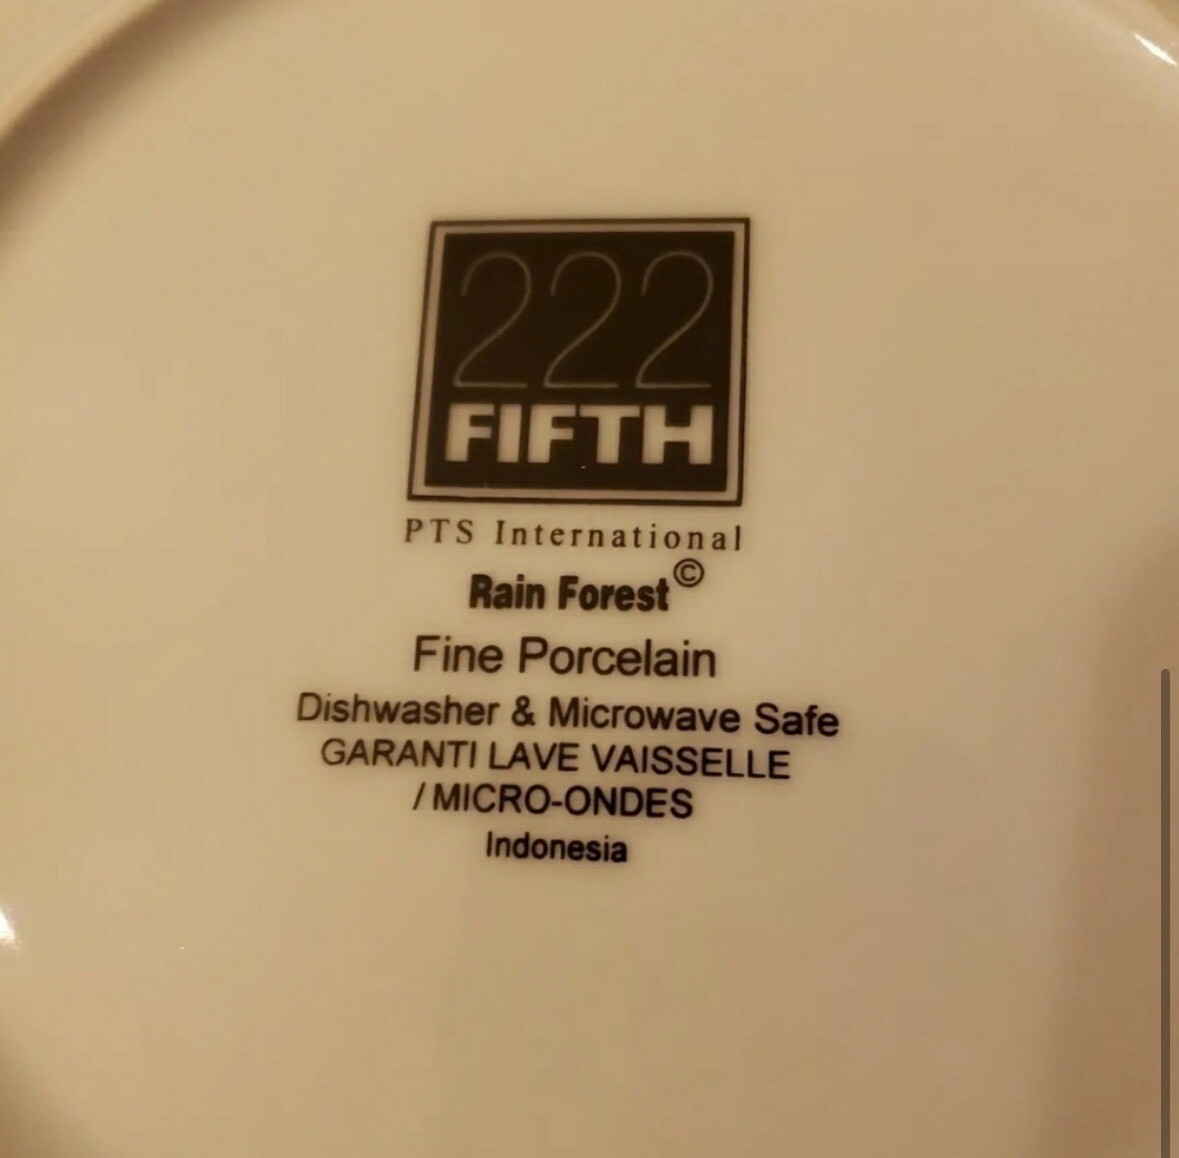 222
FIFTH
PTS International
Rain Forest©
Fine Porcelain
Dishwasher & Microwave Safe
GARANTI LAVE VAISSELLE
/ MICRO-ONDES
Indonesia